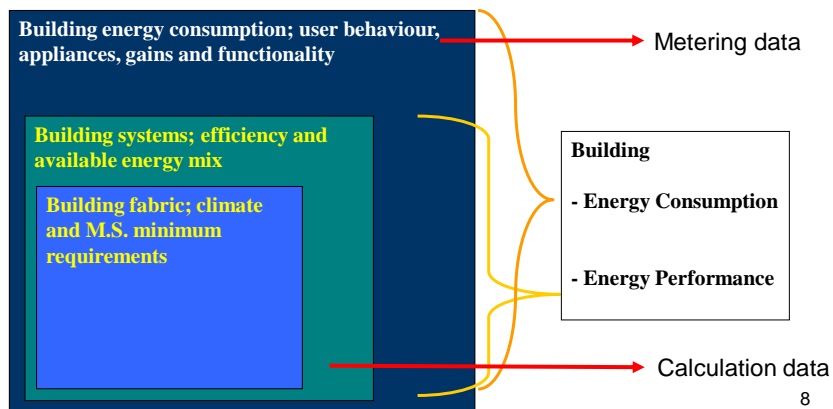 Building energy consumption; user behaviour,
appliances, gains and functionality
Metering data
Building systems; efficiency and
available energy mix
Building fabric; climate
and M.S. minimum
requirements
Building
- Energy Consumption
- Energy Performance
Calculation data
8